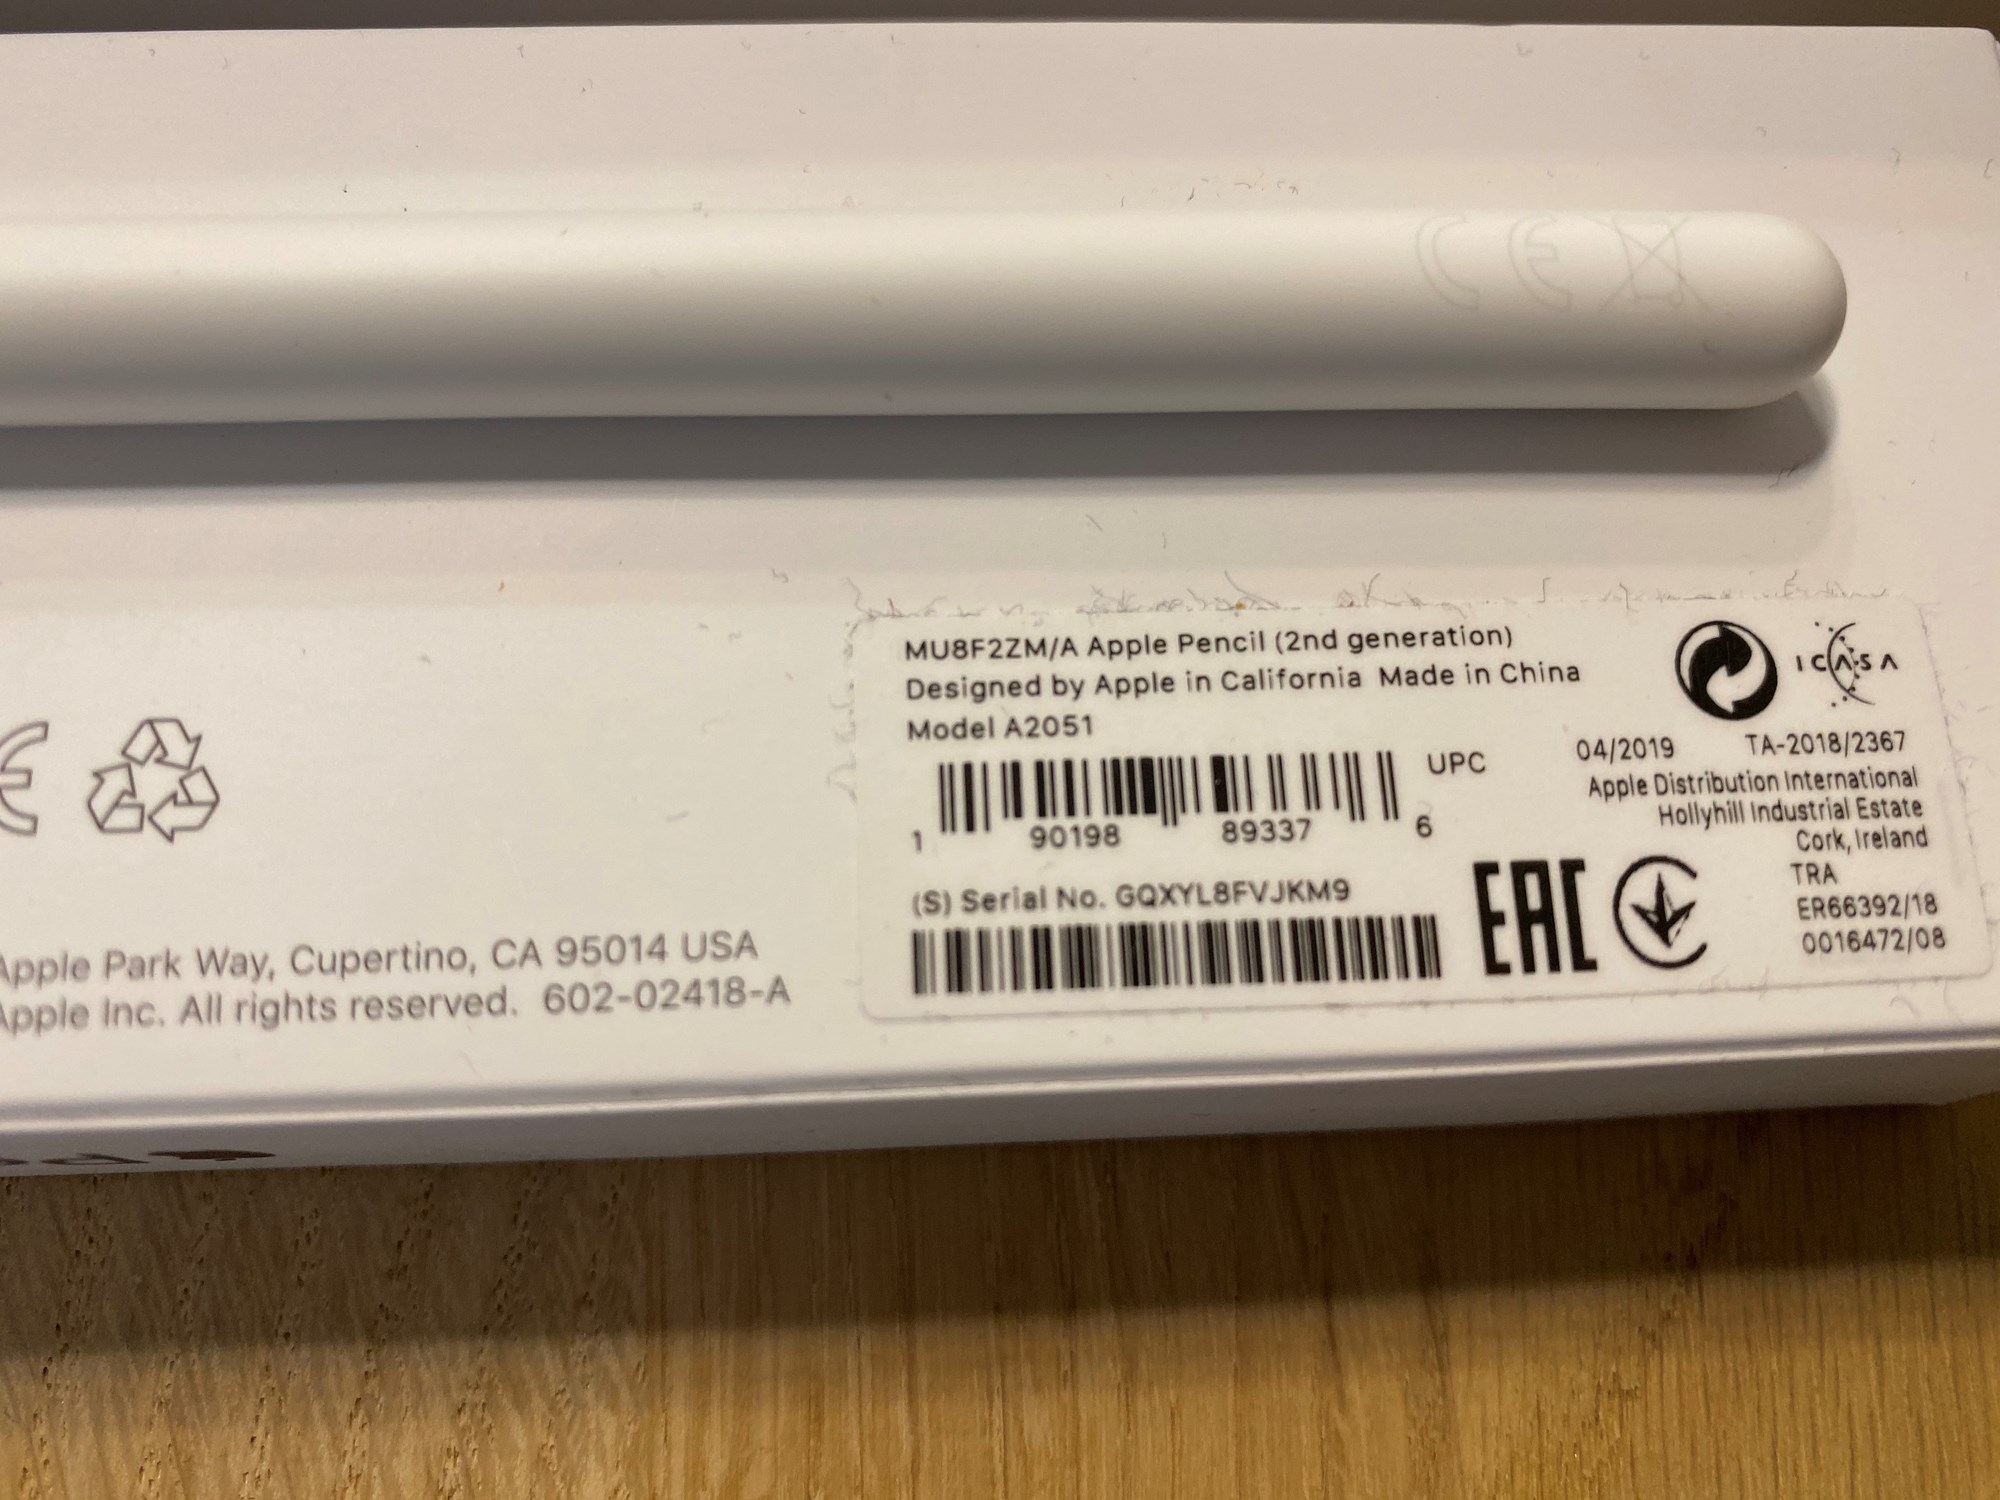 CE
MU8F2ZM/A Apple Pencil (2nd generation)
Designed by Apple in California Made in China
Model A2051
UPC
1 90198 89337 6
(S) Serial No. GQXYL8FVJKM9
ICASA
04/2019 TA-2018/2367
Apple Distribution International
Hollyhill Industrial Estate
Cork, Ireland
TRA
ER66392/18
0016472/08
EAC
Apple Park Way, Cupertino, CA 95014 USA
Apple Inc. All rights reserved. 602-02418-A